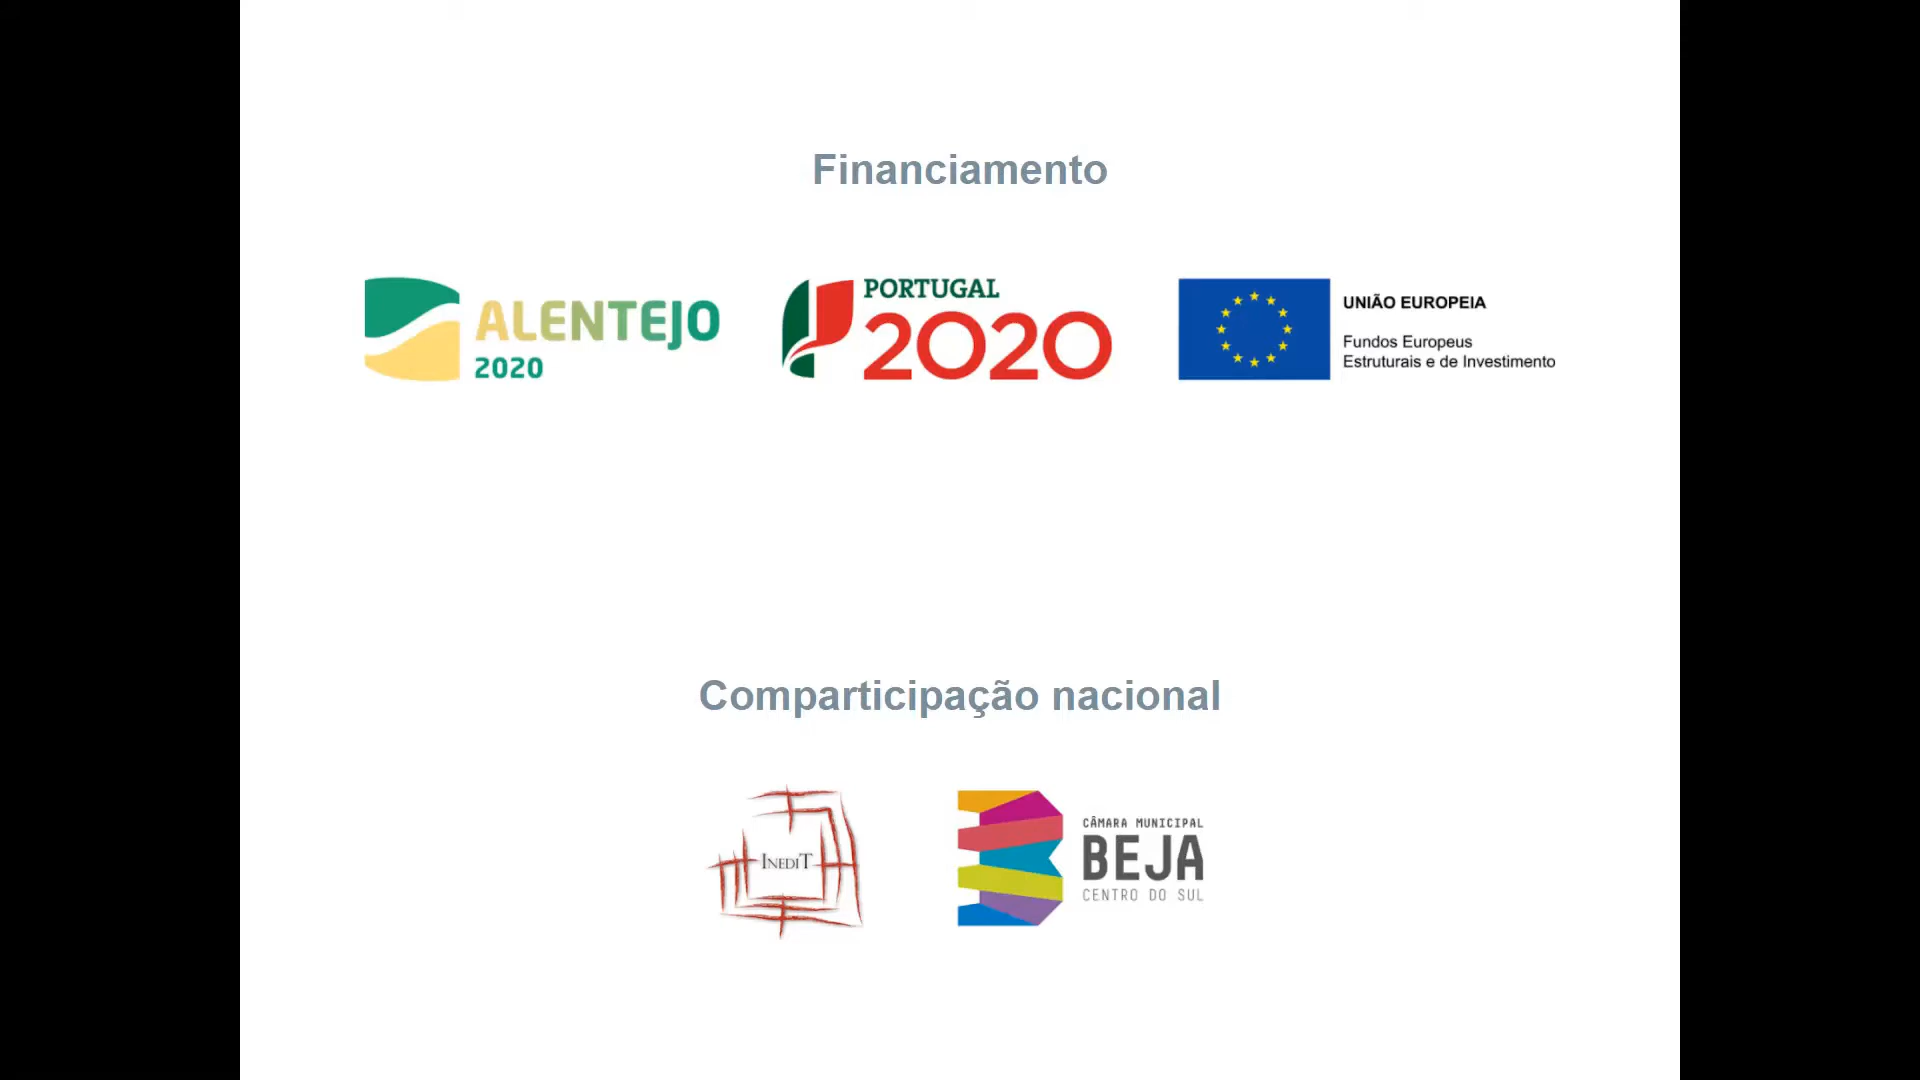 Financiamento
ALENTEJO
2020
PORTUGAL
2020
UNIÃO EUROPEIA
Fundos Europeus
Estruturais e de Investimento
Comparticipação nacional
INEDIT
CÂMARA MUNICIPAL
BEJA
CENTRO DO SUL